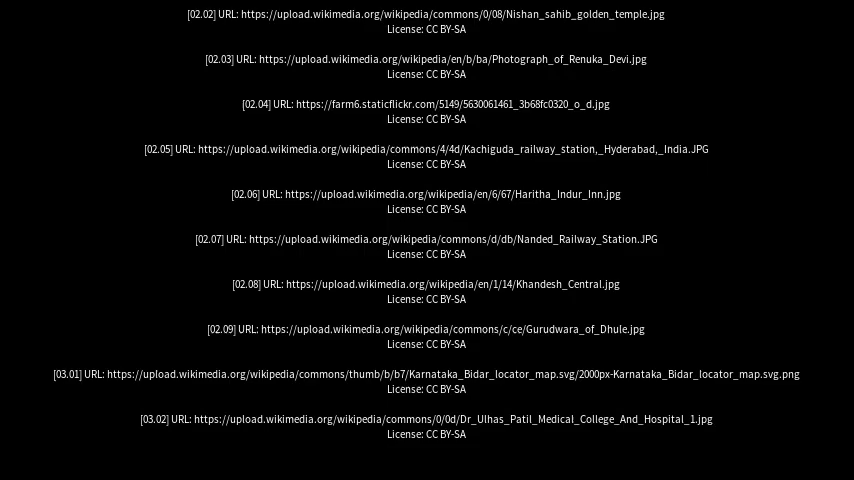 [02.02] URL: https://upload.wikimedia.org/wikipedia/commons/0/08/Nishan_sahib_golden_temple.jpg
License: CC BY-SA
[02.03] URL: https://upload.wikimedia.org/wikipedia/en/b/ba/Photograph_of_Renuka_Devi.jpg
License: CC BY-SA
[02.04] URL: https://farm6.staticflickr.com/5149/5630061461_3b68fc0320_o_d.jpg
License: CC BY-SA
[02.05] URL: https://upload.wikimedia.org/wikipedia/commons/4/4d/Kachiguda_railway_station,_Hyderabad,_India.JPG
License: CC BY-SA
[02.06] URL: https://upload.wikimedia.org/wikipedia/en/6/67/Haritha_Indur_Inn.jpg
License: CC BY-SA
[02.07] URL: https://upload.wikimedia.org/wikipedia/commons/d/db/Nanded_Railway_Station.JPG
License: CC BY-SA
[02.08] URL: https://upload.wikimedia.org/wikipedia/en/1/14/Khandesh_Central.jpg
License: CC BY-SA
[02.09] URL: https://upload.wikimedia.org/wikipedia/commons/c/ce/Gurudwara_of_Dhule.jpg
License: CC BY-SA
[03.01] URL: https://upload.wikimedia.org/wikipedia/commons/thumb/b/b7/Karnataka_Bidar_locator_map.svg/2000px-Karnataka_Bidar_locator_map.svg.png
License: CC BY-SA
[03.02] URL: https://upload.wikimedia.org/wikipedia/commons/0/0d/Dr_Ulhas_Patil_Medical_College_And_Hospital_1.jpg
License: CC BY-SA